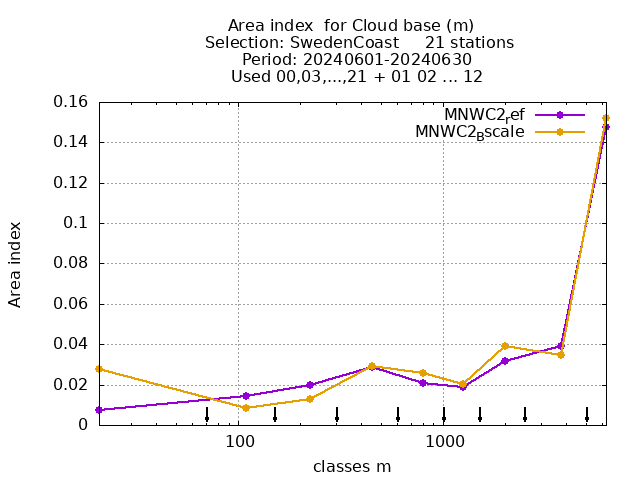 Area index  for Cloud base (m)
Selection: SwedenCoast     21 stations
Period: 20240601-20240630
Used 00,03,...,21 + 01 02 ... 12
MNWC2ref
MNWC2Bscale
0.16
0.14
0.12
0.1
0.08
0.06
0.04
0.02
0
Area index
100
1000
classes m